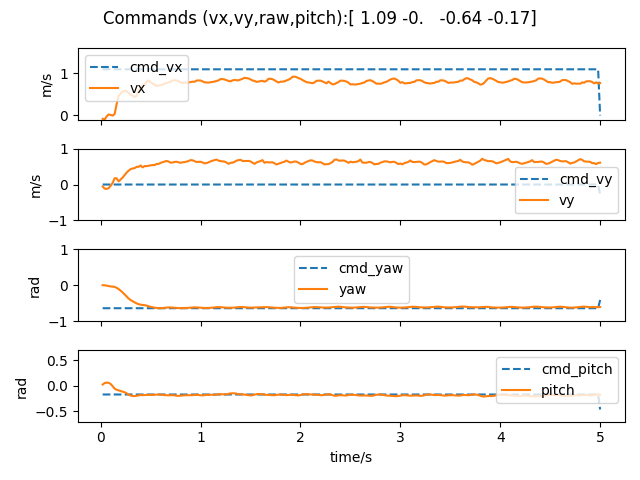 Commands (vx,vy,raw,pitch):[ 1.09 -0.   -0.64 -0.17]
1
0
m/s
cmd_vx
vx
1
0
−1
m/s
cmd_vy
vy
1
0
−1
rad
cmd_yaw
yaw
0.5
0.0
−0.5
rad
cmd_pitch
pitch
0 1 2 3 4 5
time/s